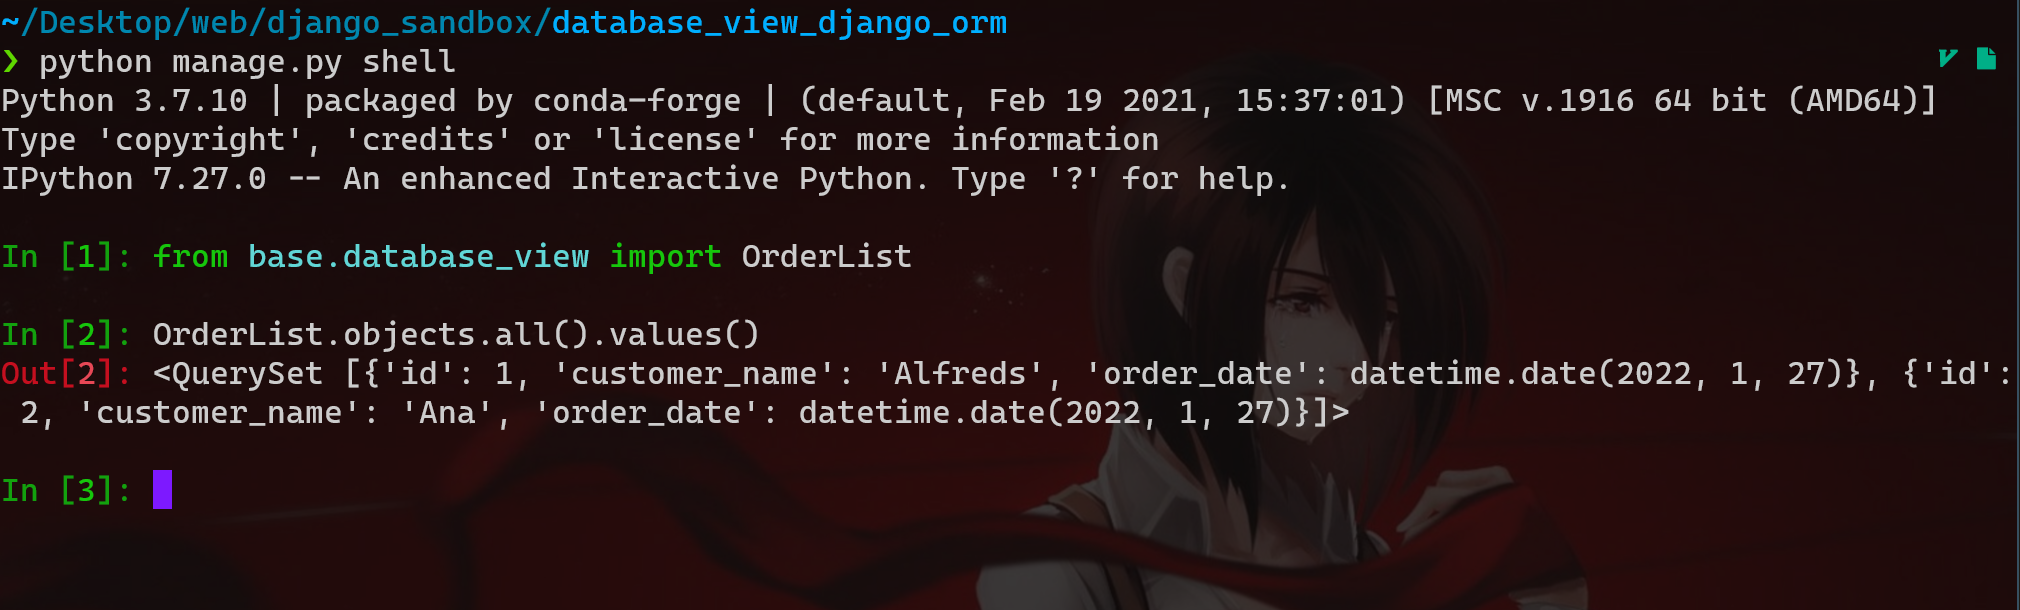 ~/Desktop/web/django_sandbox/database_view_django_orm
❯ python manage.py shell
Python 3.7.10 | packaged by conda-forge | (default, Feb 19 2021, 15:37:01) [MSC v.1916 64 bit (AMD64)]
Type 'copyright', 'credits' or 'license' for more information
IPython 7.27.0 -- An enhanced Interactive Python. Type '?' for help.
In [1]: from base.database_view import OrderList
In [2]: OrderList.objects.all().values()
Out[2]: <QuerySet [{'id': 1, 'customer_name': 'Alfreds', 'order_date': datetime.date(2022, 1, 27)}, {'id':
2, 'customer_name': 'Ana', 'order_date': datetime.date(2022, 1, 27)}]>
In [3]: